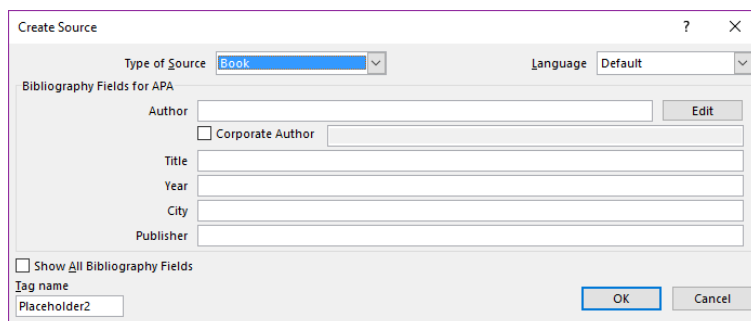 Create Source ? ✕
Type of Source Book Language Default
Bibliography Fields for APA
Author Edit
Corporate Author
Title
Year
City
Publisher
Show All Bibliography Fields
Tag name
Placeholder2 OK Cancel